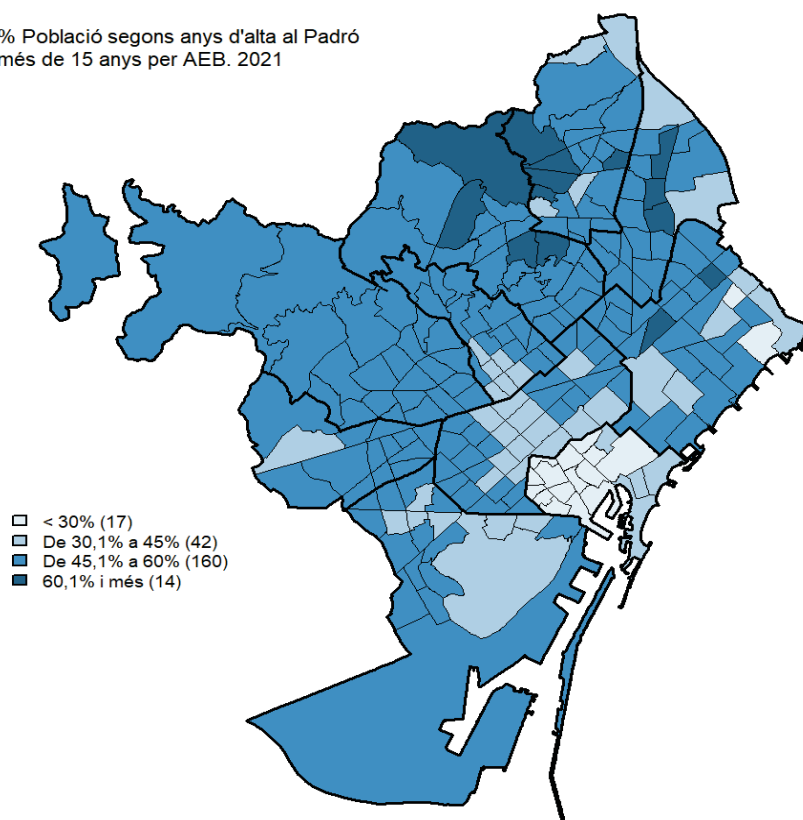 % Població segons anys d'alta al Padró
més de 15 anys per AEB. 2021
< 30% (17)
De 30,1% a 45% (42)
De 45,1% a 60% (160)
60,1% i més (14)